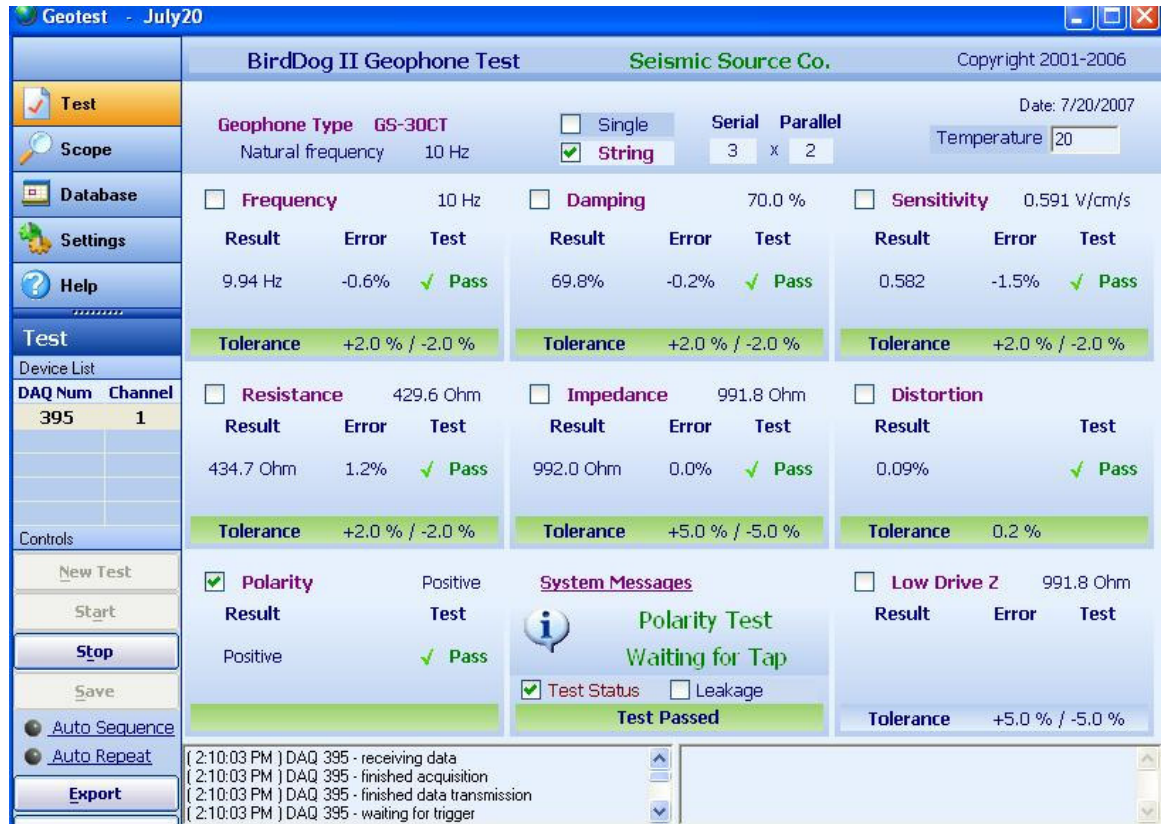 Geotest - July20
BirdDog II Geophone Test Seismic Source Co. Copyright 2001-2006
Test
Scope
Database
Settings
Help
Geophone Type GS-30CT
Natural frequency 10 Hz
Single
String
Serial Parallel
3 x 2
Date: 7/20/2007
Temperature 20
Frequency 10 Hz
Result Error Test
9.94 Hz -0.6% Pass
Tolerance +2.0 % / -2.0 %
Damping 70.0 %
Result Error Test
69.8% -0.2% Pass
Tolerance +2.0 % / -2.0 %
Sensitivity 0.591 V/cm/s
Result Error Test
0.582 -1.5% Pass
Tolerance +2.0 % / -2.0 %
Test
Device List
DAQ Num Channel
395 1
Resistance 429.6 Ohm
Result Error Test
434.7 Ohm 1.2% Pass
Tolerance +2.0 % / -2.0 %
Impedance 991.8 Ohm
Result Error Test
992.0 Ohm 0.0% Pass
Tolerance +5.0 % / -5.0 %
Distortion
Result Test
0.09% Pass
Tolerance 0.2 %
Controls
New Test
Start
Stop
Save
Auto Sequence
Auto Repeat
Export
Polarity Positive
Result Test
Positive Pass
System Messages
Polarity Test
Waiting for Tap
Test Status Leakage
Test Passed
Low Drive Z 991.8 Ohm
Result Error Test
Tolerance +5.0 % / -5.0 %
( 2:10:03 PM ) DAQ 395 - receiving data
( 2:10:03 PM ) DAQ 395 - finished acquisition
( 2:10:03 PM ) DAQ 395 - finished data transmission
( 2:10:03 PM ) DAQ 395 - waiting for trigger